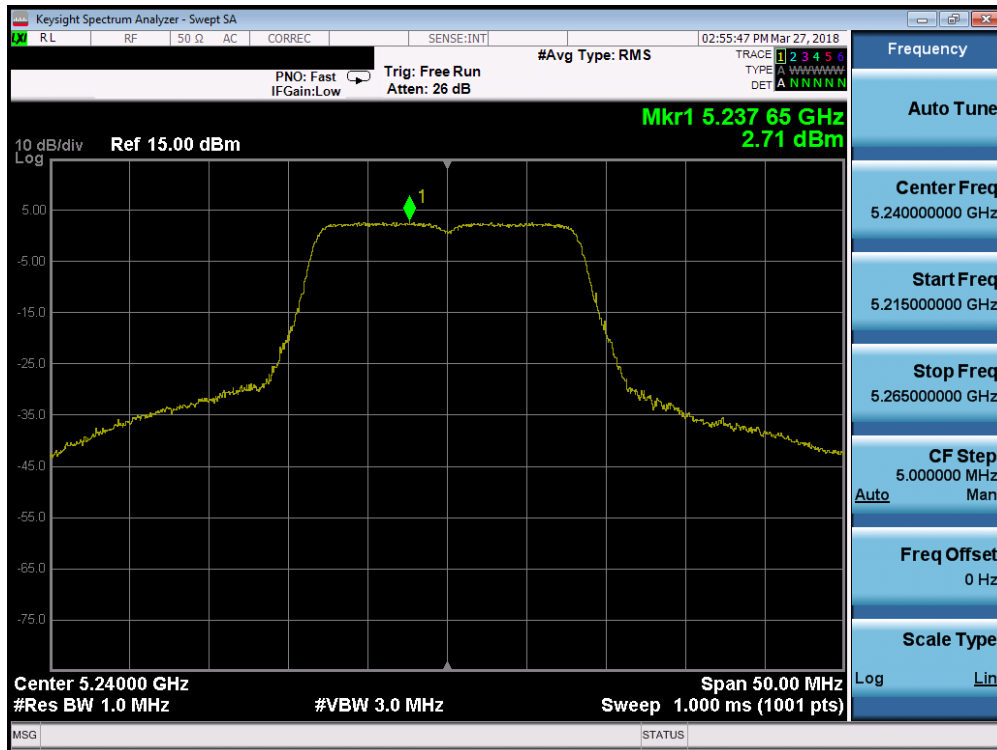 Keysight Spectrum Analyzer - Swept SA
LXI RL RF 50 Ω AC CORREC SENSE:INT 02:55:47 PM Mar 27, 2018
PNO: Fast
IFGain:Low
Trig: Free Run
Atten: 26 dB
#Avg Type: RMS
TRACE 1 2 3 4 5 6
TYPE A WWWWW
DET A N N N N N
Mkr1 5.237 65 GHz
2.71 dBm
10 dB/div
Log
Ref 15.00 dBm
1
5.00
-5.00
-15.0
-25.0
-35.0
-45.0
-55.0
-65.0
-75.0
Center 5.24000 GHz
Span 50.00 MHz
#Res BW 1.0 MHz
#VBW 3.0 MHz
Sweep 1.000 ms (1001 pts)
MSG
STATUS
Frequency
Auto Tune
Center Freq
5.240000000 GHz
Start Freq
5.215000000 GHz
Stop Freq
5.265000000 GHz
CF Step
5.000000 MHz
Auto Man
Freq Offset
0 Hz
Scale Type
Log Lin